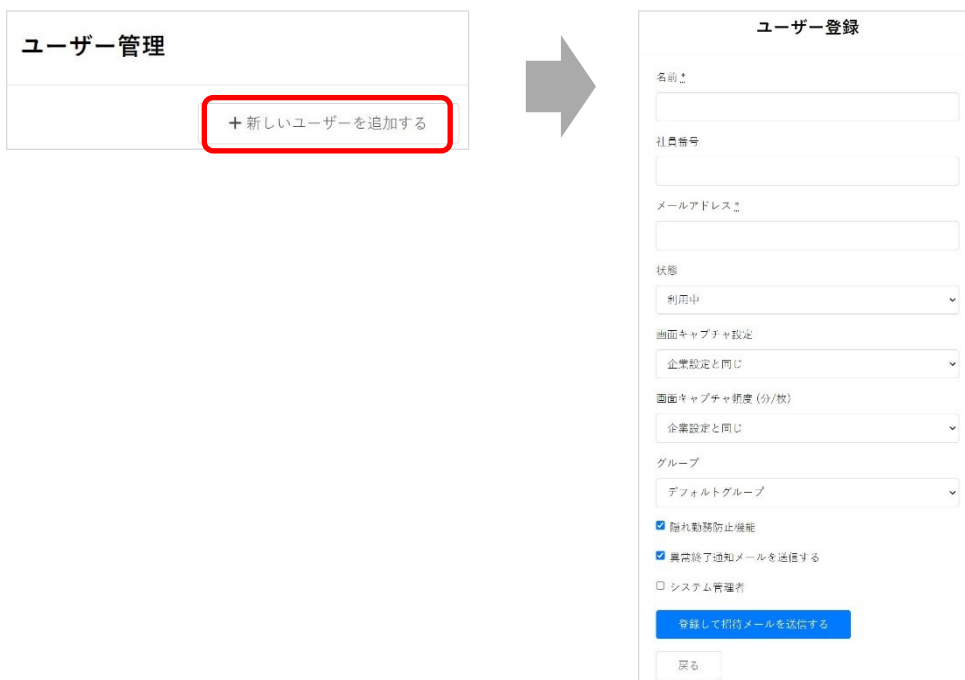 ユーザー管理
+新しいユーザーを追加する
ユーザー登録
名前 *
社員番号
メールアドレス *
状態
利用中
画面キャプチャ設定
企業設定と同じ
画面キャプチャ頻度 (分/枚)
企業設定と同じ
グループ
デフォルトグループ
隠れ勤務防止機能
異常終了通知メールを送信する
システム管理者
登録して招待メールを送信する
戻る